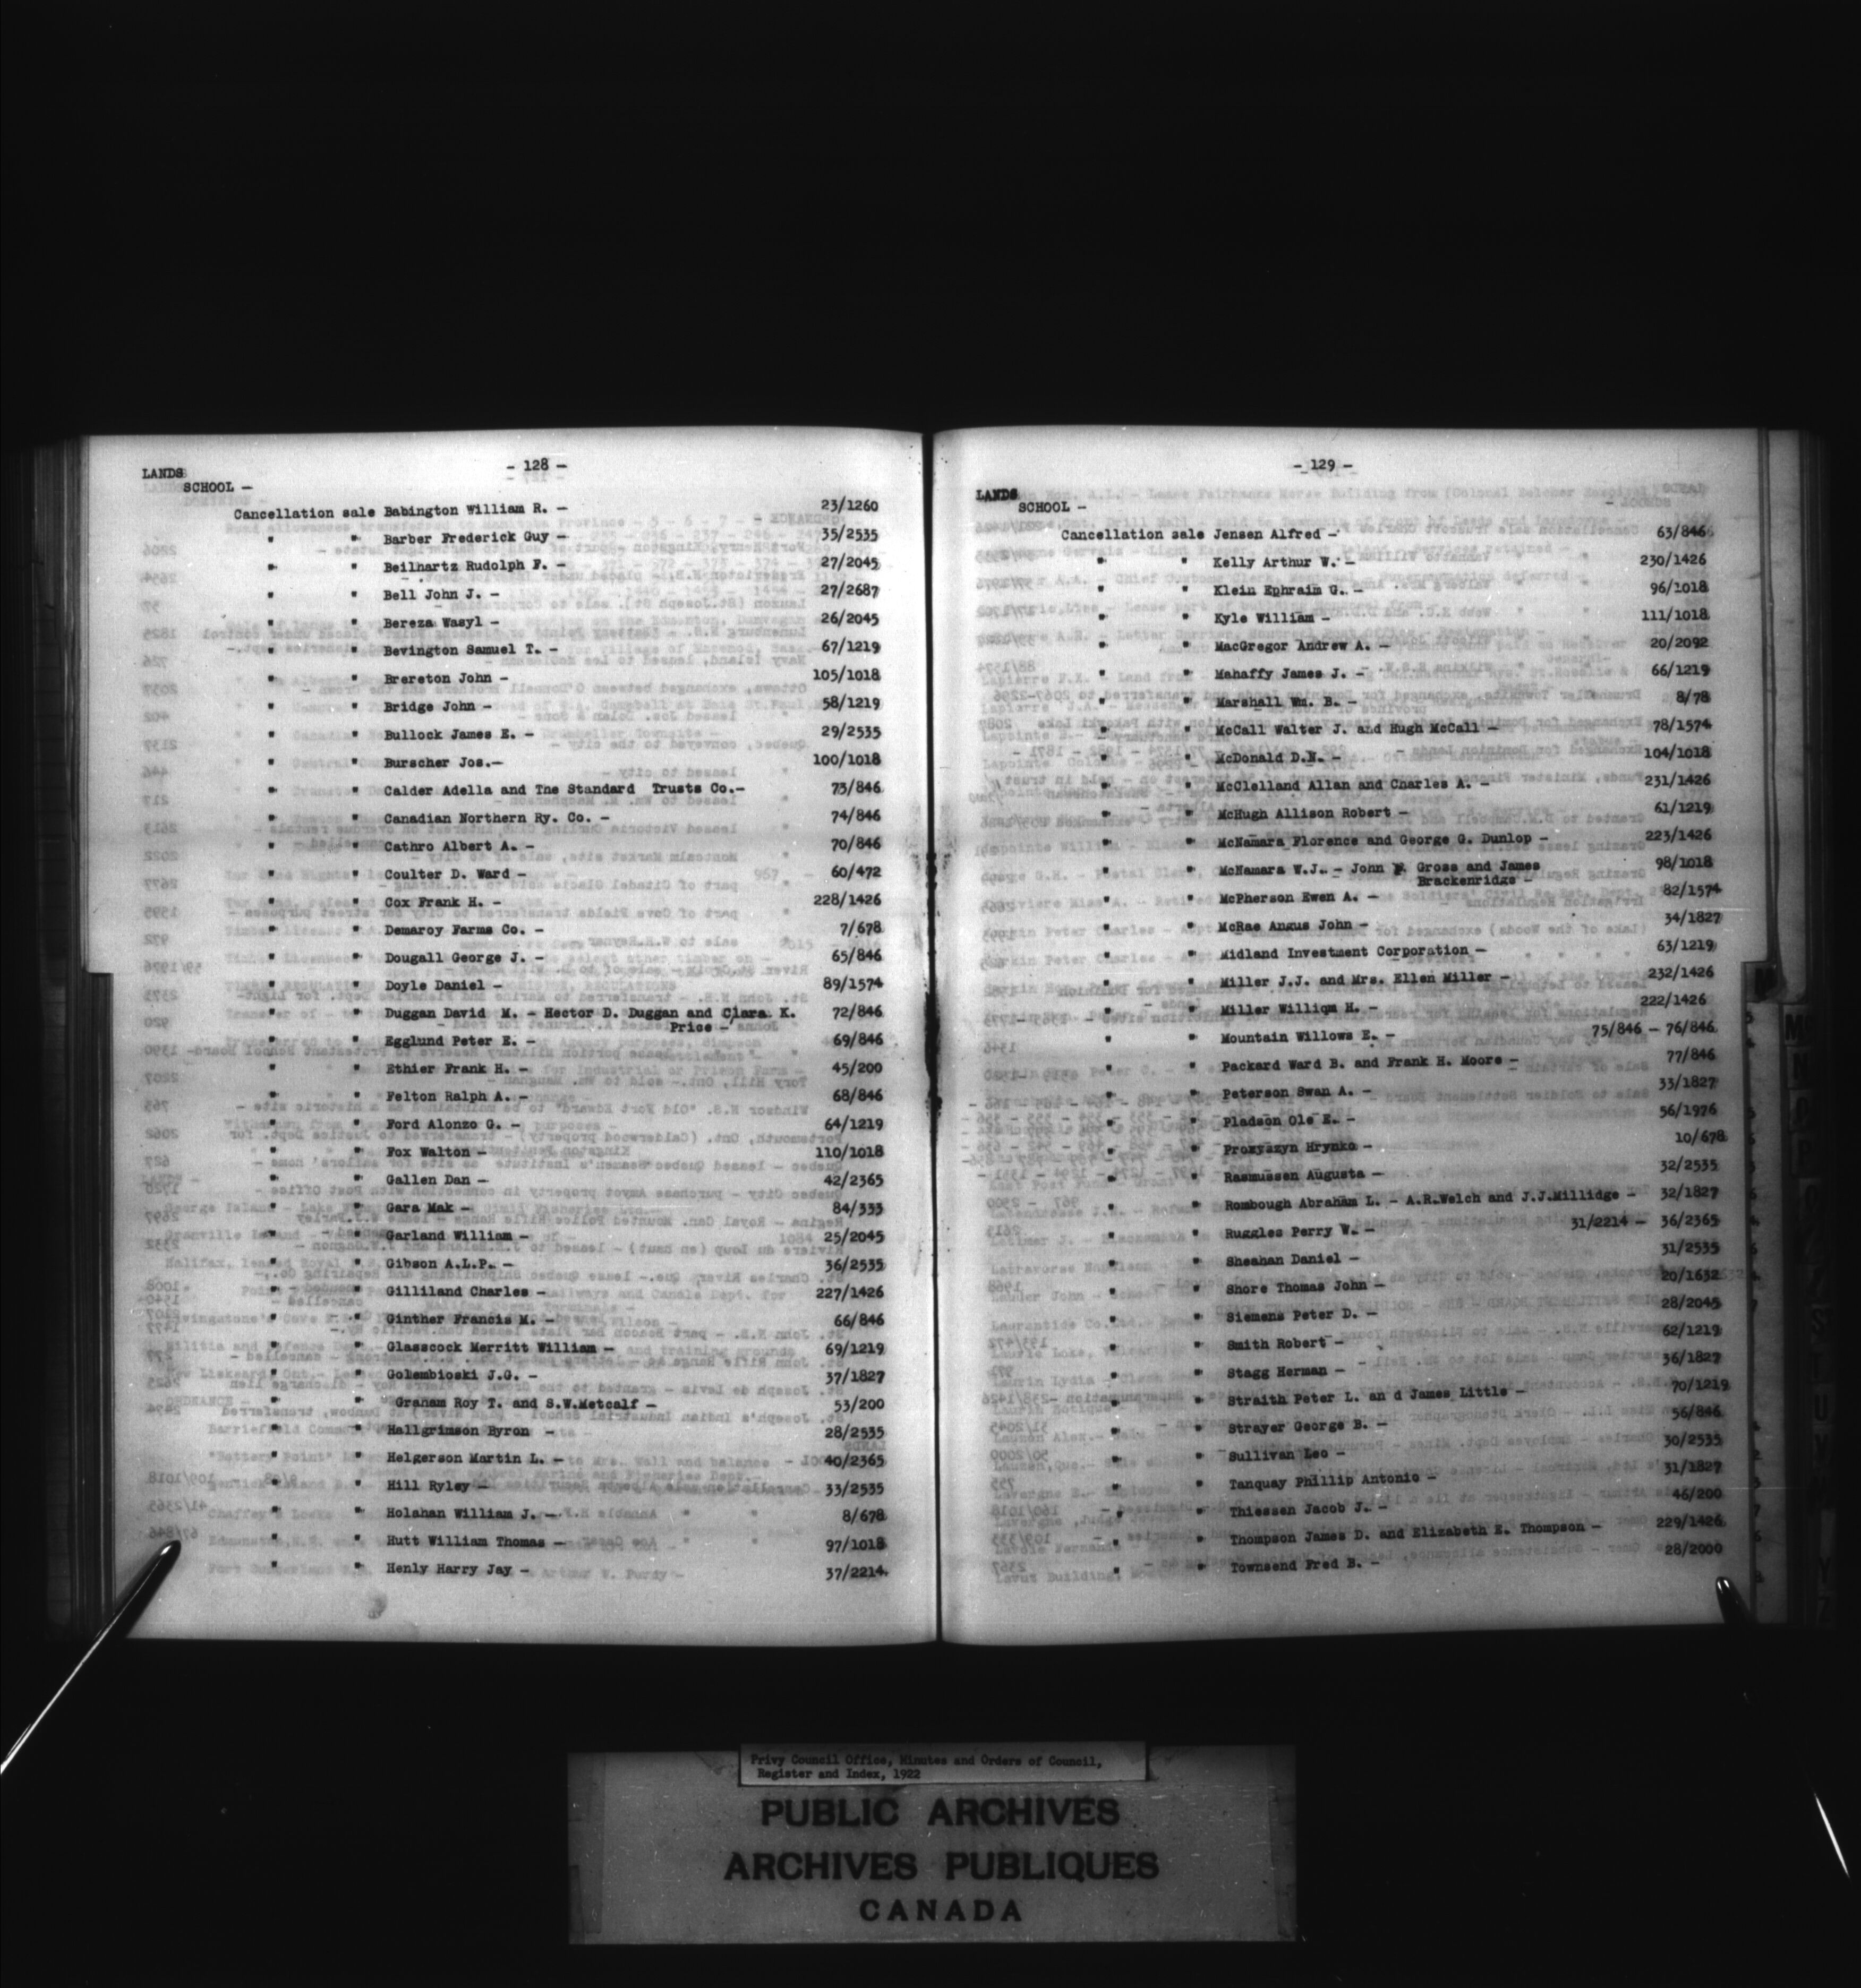 - 128 -
LANDS
SCHOOL -
Cancellation sale Babington William R. - 23/1260
" " Barber Frederick Guy - 35/2535
" " Beilhartz Rudolph F. - 27/2045
" " Bell John J. - 27/2687
" " Bereza Wasyl - 26/2045
" " Bevington Samuel T. - 67/1219
" " Brereton John - 105/1018
" " Bridge John - 58/1219
" " Bullock James E. - 29/2535
" " Burscher Jos.- 100/1018
" " Calder Adella and The Standard Trusts Co.- 73/846
" " Canadian Northern Ry. Co. - 74/846
" " Cathro Albert A. - 70/846
" " Coulter D. Ward - 60/472
" " Cox Frank H. - 228/1426
" " Demaroy Farms Co. - 7/678
" " Dougall George J. - 65/846
" " Doyle Daniel - 89/1574
" " Duggan David M. - Hector D. Duggan and Clara K. 72/846
Price -
" " Egglund Peter E. - 69/846
" " Ethier Frank H. - 45/200
" " Felton Ralph A. - 68/846
" " Ford Alonzo G. - 64/1219
" " Fox Walton - 110/1018
" " Gallen Dan - 42/2365
" " Gara Mak - 84/333
" " Garland William - 25/2045
" " Gibson A.L.P. - 36/2535
" " Gilliland Charles - 227/1426
" " Ginther Francis M. - 66/846
" " Glasscock Merritt William - 69/1219
" " Golembioski J.G. - 37/1827
" " Graham Roy T. and S.W.Metcalf - 53/200
" " Hallgrimson Byron - 28/2535
" " Helgerson Martin L. - 40/2365
" " Hill Ryley - 33/2535
" " Holahan William J. - 8/678
" " Hutt William Thomas - 97/1018
" " Henly Harry Jay - 37/2214
- 129 -
LANDS
SCHOOL -
Cancellation sale Jensen Alfred - 63/846
" " Kelly Arthur W. - 230/1426
" " Klein Ephraim G. - 96/1018
" " Kyle William - 111/1018
" " MacGregor Andrew A. - 20/2092
" " Mahaffy James J. - 66/1219
" " Marshall Wm. B. - 8/78
" " McCall Walter J. and Hugh McCall - 78/1574
" " McDonald D.N. - 104/1018
" " McClelland Allan and Charles A. - 231/1426
" " McHugh Allison Robert - 61/1219
" " McNamara Florence and George G. Dunlop - 223/1426
" " McNamara W.J. - John F. Gross and James 98/1018
Brackenridge -
" " McPherson Ewen A. - 82/1574
" " McRae Angus John - 34/1827
" " Midland Investment Corporation - 63/1219
" " Miller J.J. and Mrs. Ellen Miller - 232/1426
" " Miller Williqm H. - 222/1426
" " Mountain Willows E. - 75/846 - 76/846
" " Packard Ward B. and Frank H. Moore - 77/846
" " Peterson Swan A. - 33/1827
" " Pladson Ole E. - 56/1976
" " Proxyszyn Hrynko - 10/678
" " Rasmussen Augusta - 32/2535
" " Rombough Abraham L. - A.R.Welch and J.J.Millidge - 32/1827
" " Ruggles Perry W. - 31/2214 - 36/2365
" " Sheahan Daniel - 31/2535
" " Shore Thomas John - 20/1632
" " Siemens Peter D. - 28/2045
" " Smith Robert - 62/1219
" " Stagg Herman - 36/1827
" " Straith Peter L. an d James Little - 70/1219
" " Strayer George B. - 56/846
" " Sullivan Leo - 30/2535
" " Tanquay Phillip Antonio - 31/1827
" " Thiessen Jacob J. - 46/200
" " Thompson James D. and Elizabeth E. Thompson - 229/1426
" " Townsend Fred B. - 28/2000
Privy Council Office, Minutes and Orders of Council,
Register and Index, 1922
PUBLIC ARCHIVES
ARCHIVES PUBLIQUES
CANADA